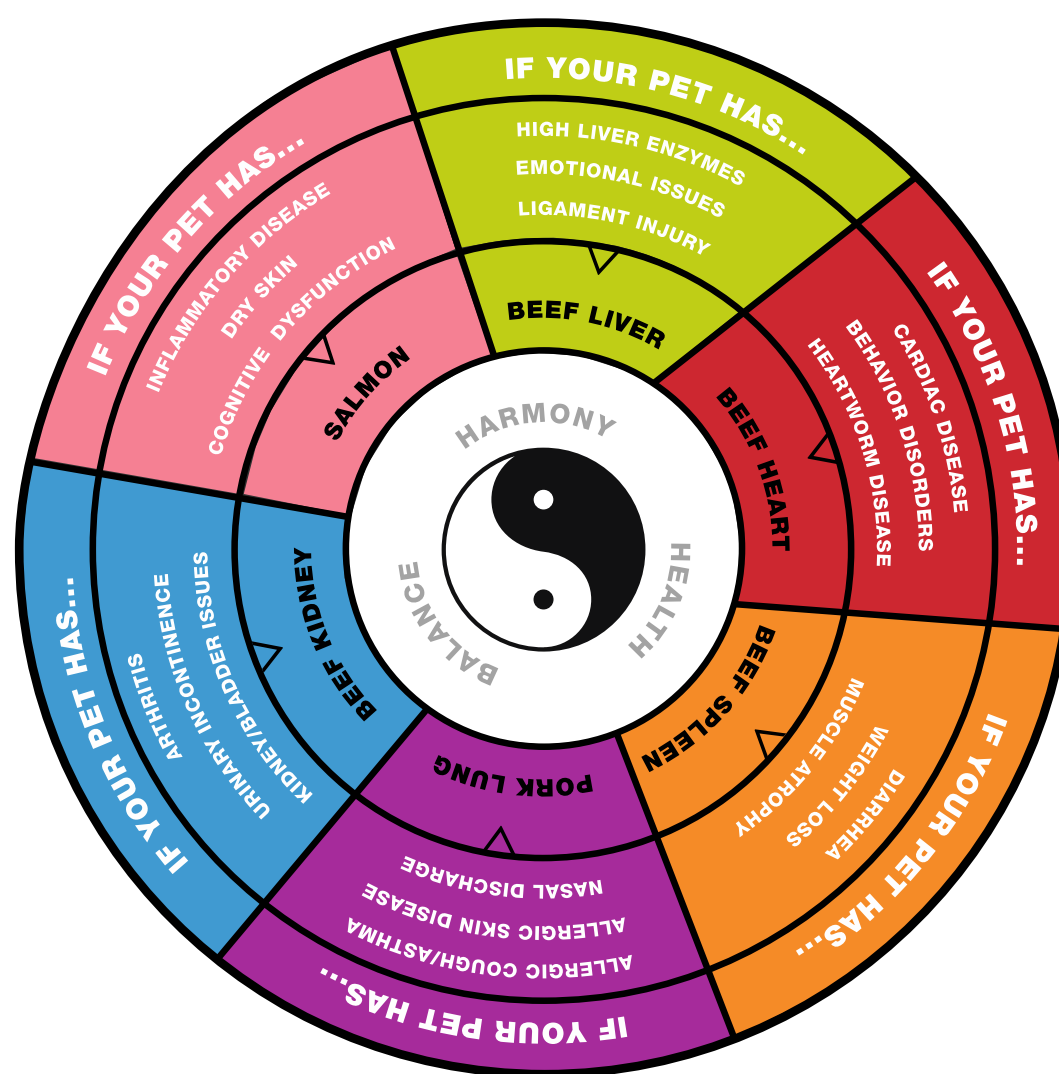 IF YOUR PET HAS...
HIGH LIVER ENZYMES
EMOTIONAL ISSUES
LIGAMENT INJURY
BEEF LIVER
IF YOUR PET HAS...
CARDIAC DISEASE
BEHAVIOR DISORDERS
HEARTWORM DISEASE
BEEF HEART
IF YOUR PET HAS...
DIARRHEA
WEIGHT LOSS
MUSCLE ATROPHY
BEEF SPLEEN
IF YOUR PET HAS...
ALLERGIC COUGH/ASTHMA
ALLERGIC SKIN DISEASE
NASAL DISCHARGE
PORK LUNG
IF YOUR PET HAS...
ARTHRITIS
URINARY INCONTINENCE
KIDNEY/BLADDER ISSUES
BEEF KIDNEY
IF YOUR PET HAS...
INFLAMMATORY DISEASE
DRY SKIN
COGNITIVE DYSFUNCTION
SALMON
HARMONY
HEALTH
BALANCE